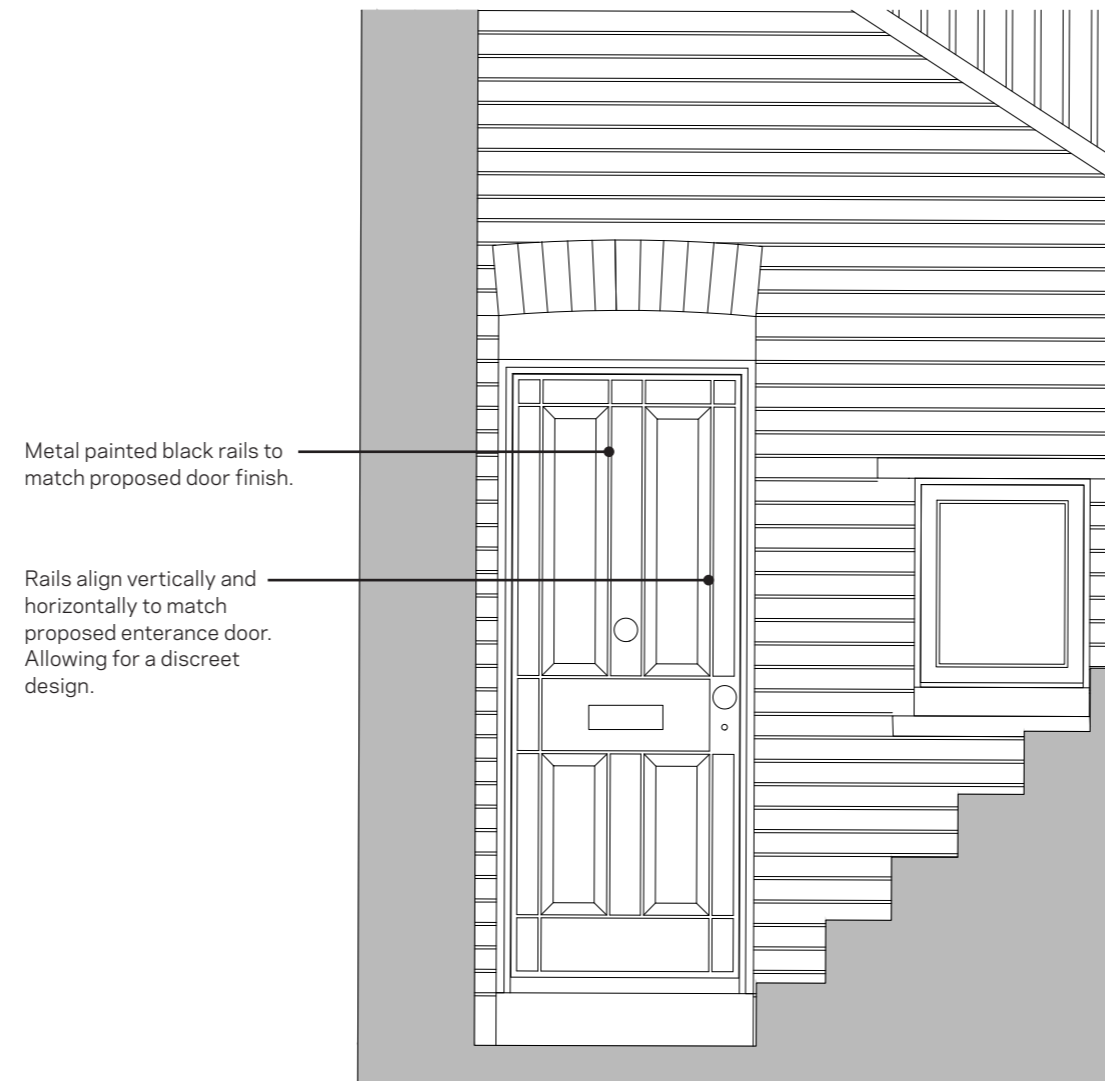 Metal painted black rails to
match proposed door finish.
Rails align vertically and
horizontally to match
proposed enterance door.
Allowing for a discreet
design.